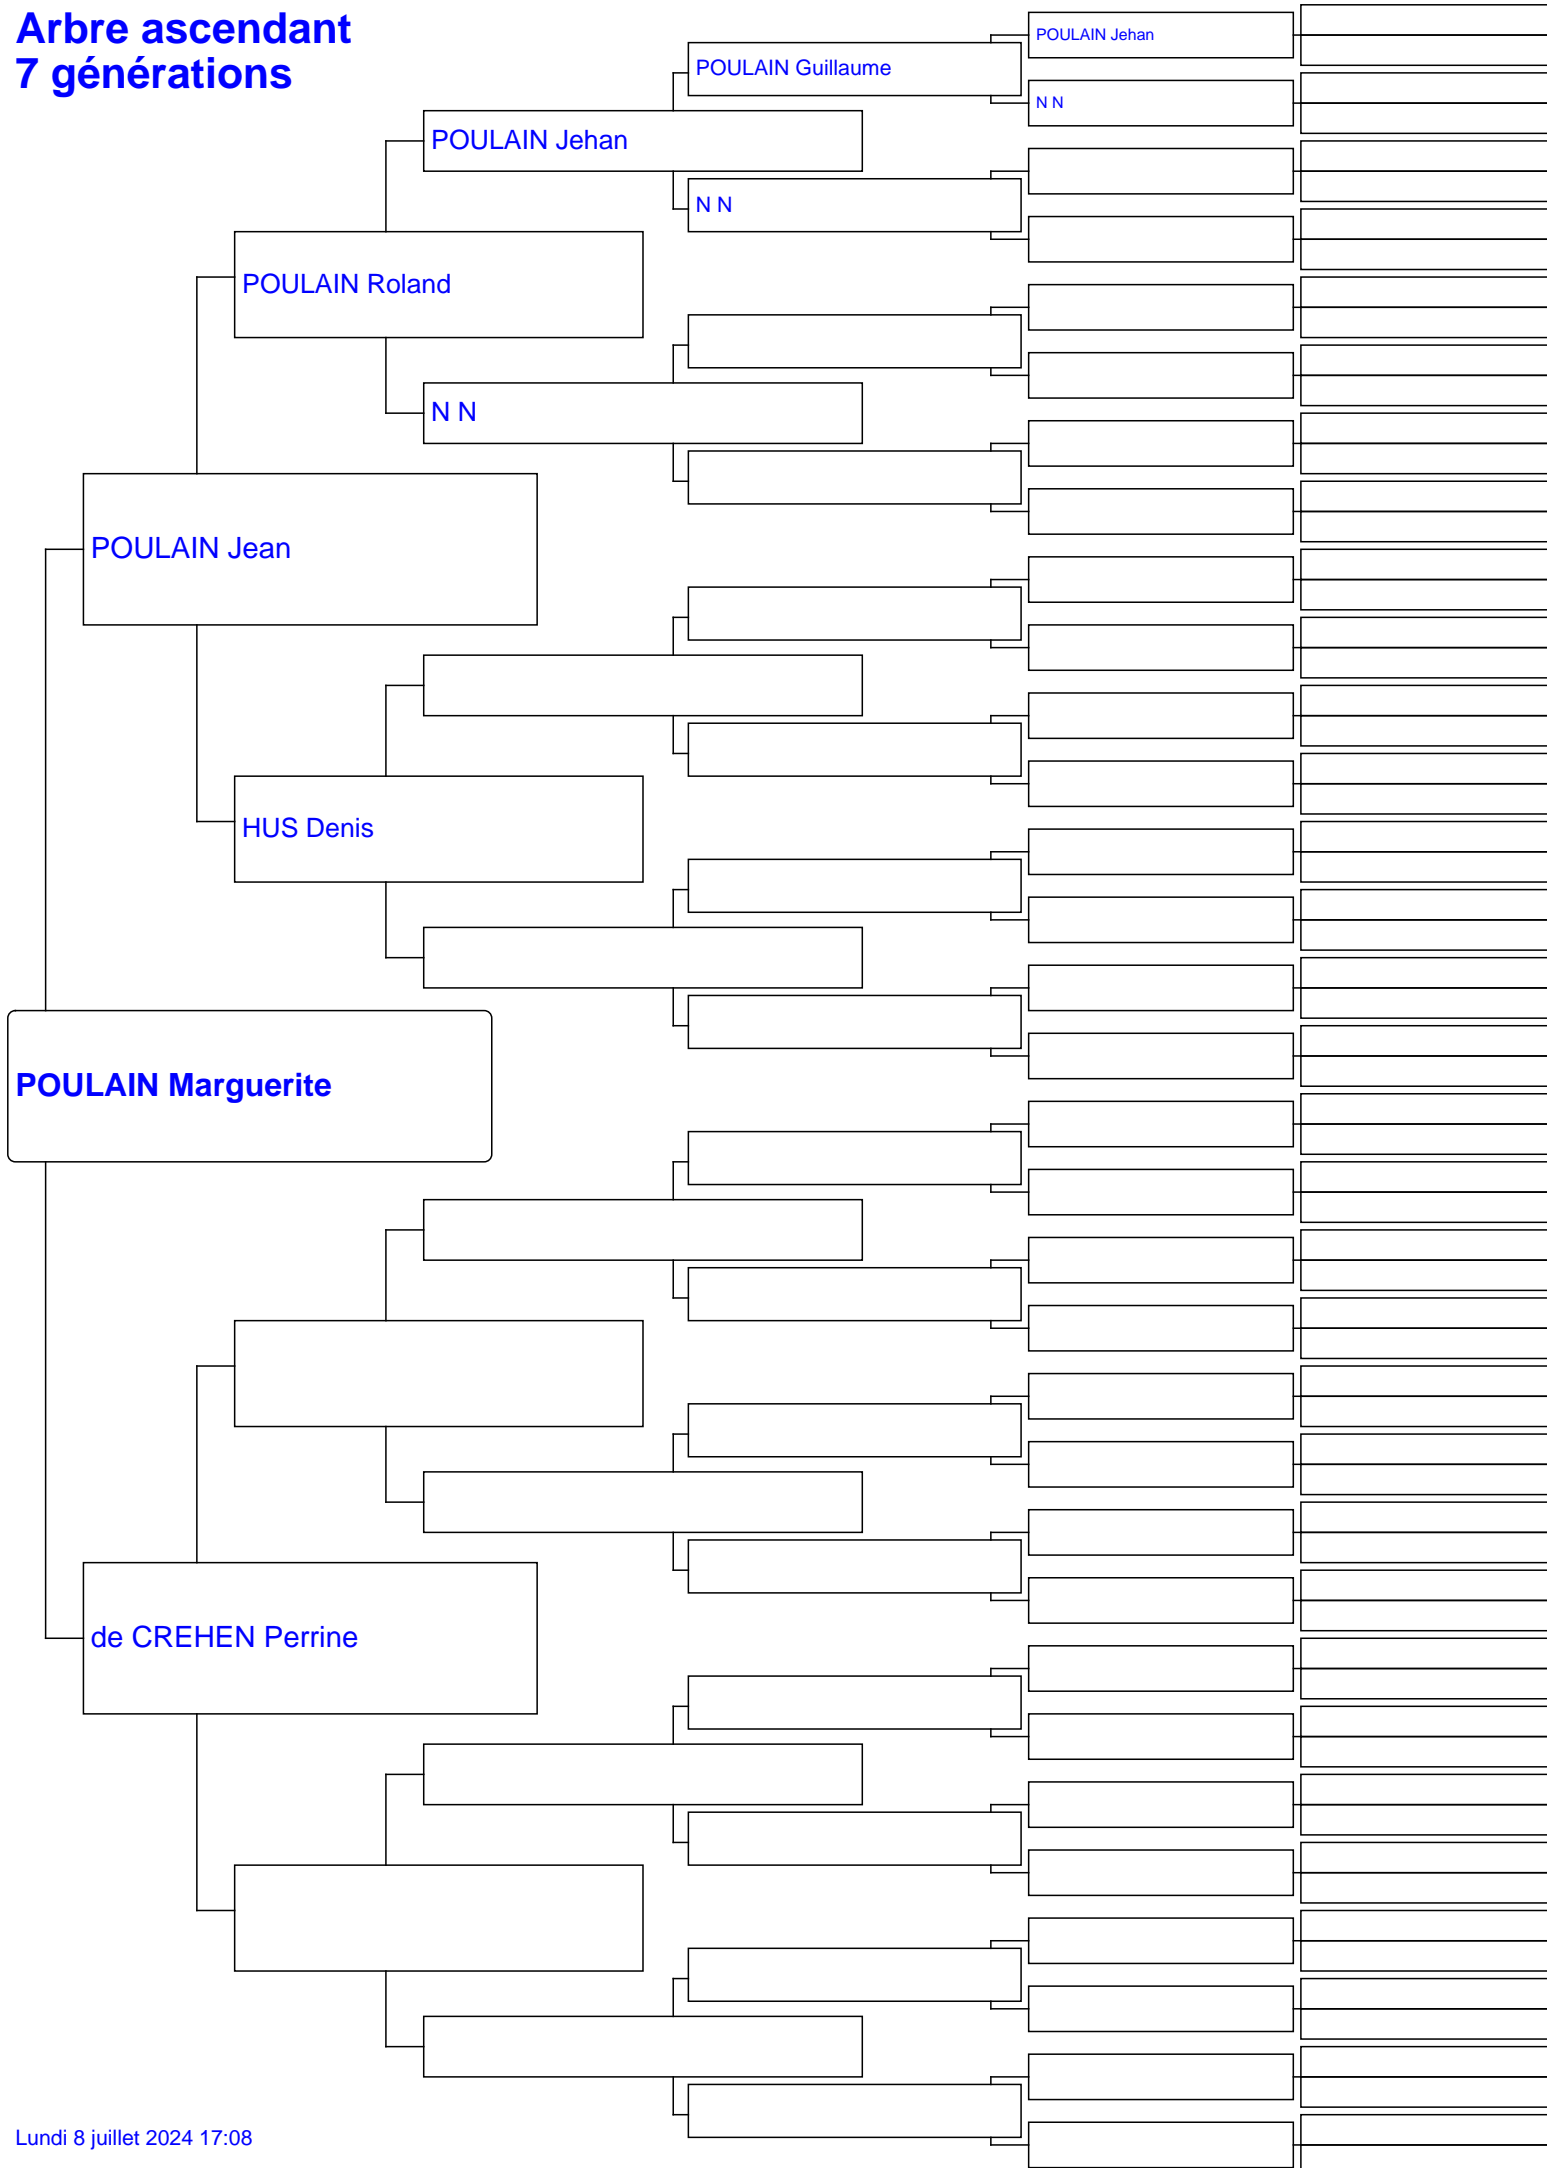 Arbre ascendant
7 générations
POULAIN Jehan
POULAIN Guillaume
N N
POULAIN Jehan
N N
POULAIN Roland
N N
POULAIN Jean
HUS Denis
POULAIN Marguerite
de CREHEN Perrine
Lundi 8 juillet 2024 17:08